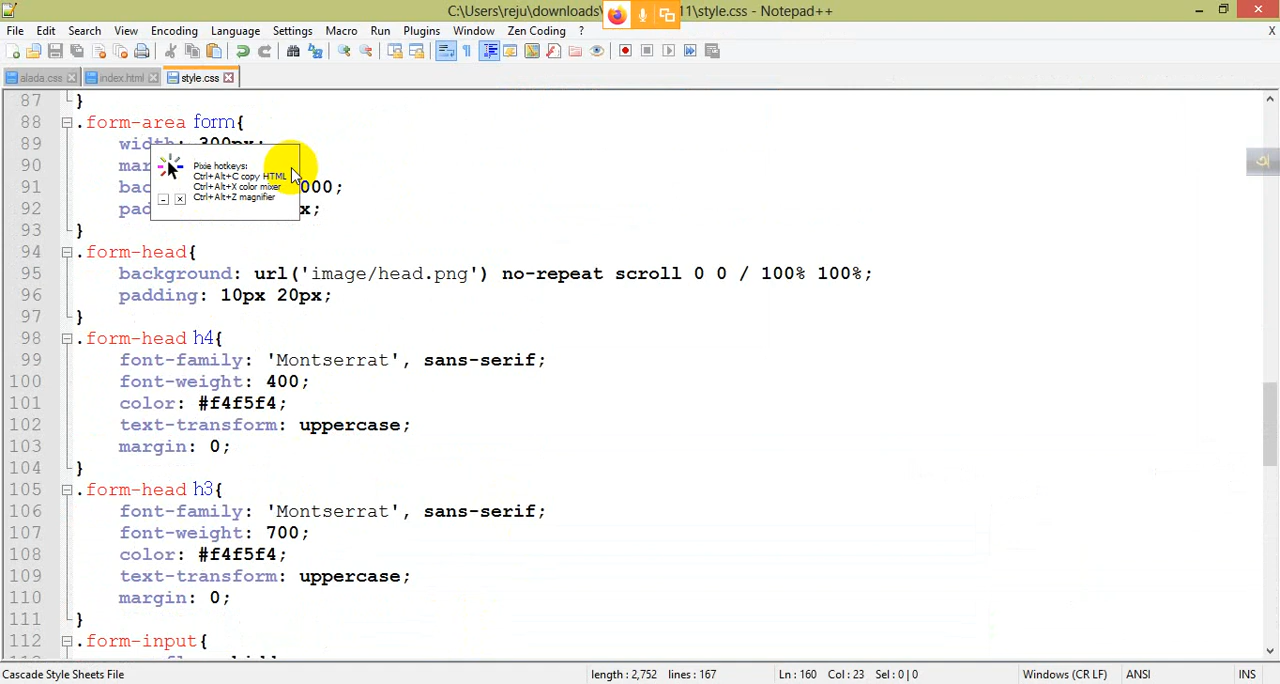 C:\Users\reju\downloads\ 11\style.css - Notepad++
File Edit Search View Encoding Language Settings Macro Run Plugins Window Zen Coding ? X
alada.css index.html style.css
87 }
88 .form-area form{
89 width: 300px;
90
91 000;
92 x;
93 }
94 .form-head{
95 background: url('image/head.png') no-repeat scroll 0 0 / 100% 100%;
96 padding: 10px 20px;
97 }
98 .form-head h4{
99 font-family: 'Montserrat', sans-serif;
100 font-weight: 400;
101 color: #f4f5f4;
102 text-transform: uppercase;
103 margin: 0;
104 }
105 .form-head h3{
106 font-family: 'Montserrat', sans-serif;
107 font-weight: 700;
108 color: #f4f5f4;
109 text-transform: uppercase;
110 margin: 0;
111 }
112 .form-input{
Pixie hotkeys:
Ctrl+Alt+C copy HTML
Ctrl+Alt+X color mixer
Ctrl+Alt+Z magnifier
Cascade Style Sheets File length : 2,752 lines : 167 Ln : 160 Col : 23 Sel : 0 | 0 Windows (CR LF) ANSI INS